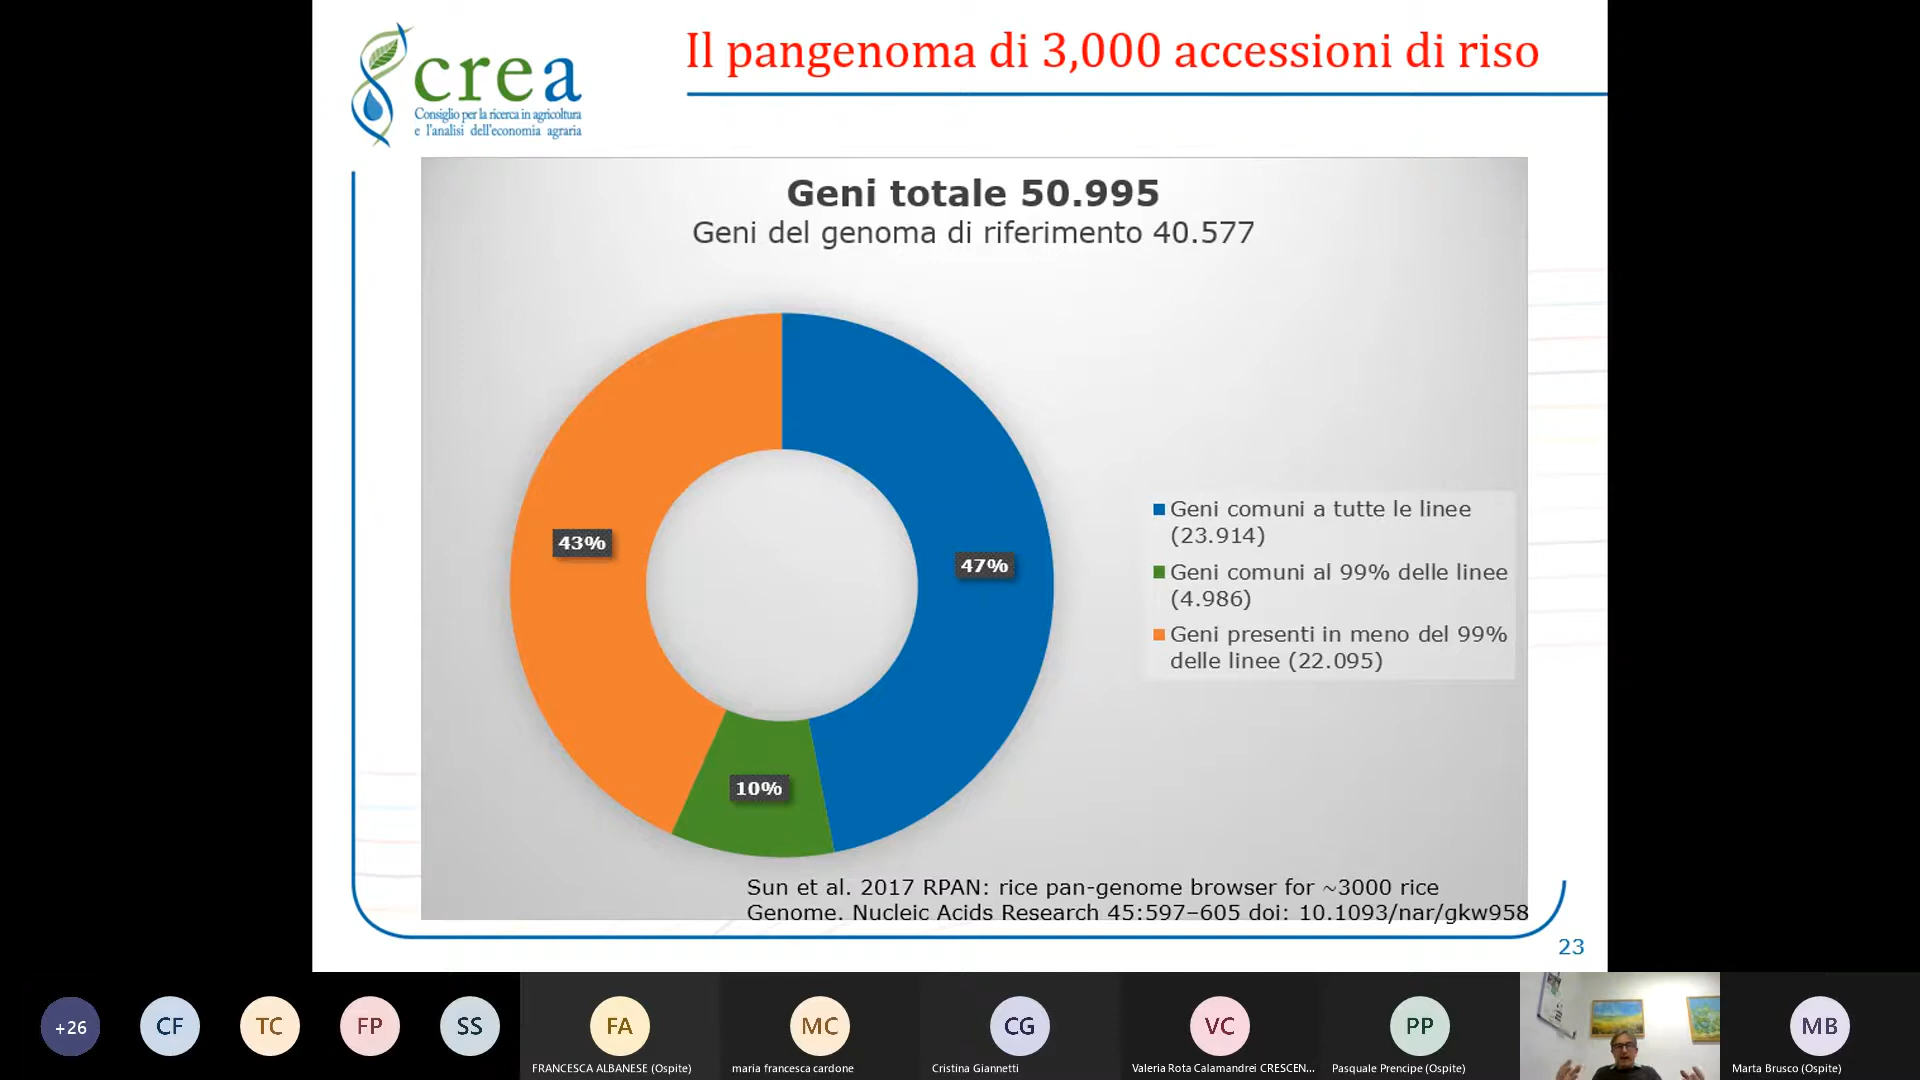 crea
Consiglio per la ricerca in agricoltura
e l'analisi dell'economia agraria
Il pangenoma di 3,000 accessioni di riso
Geni totale 50.995
Geni del genoma di riferimento 40.577
43%
47%
10%
Geni comuni a tutte le linee
(23.914)
Geni comuni al 99% delle linee
(4.986)
Geni presenti in meno del 99%
delle linee (22.095)
Sun et al. 2017 RPAN: rice pan-genome browser for ~3000 rice
Genome. Nucleic Acids Research 45:597–605 doi: 10.1093/nar/gkw958
23
+26
CF
TC
FP
SS
FA
FRANCESCA ALBANESE (Ospite)
MC
maria francesca cardone
CG
Cristina Giannetti
VC
Valeria Rota Calamandrei CRESCEN...
PP
Pasquale Prencipe (Ospite)
MB
Marta Brusco (Ospite)